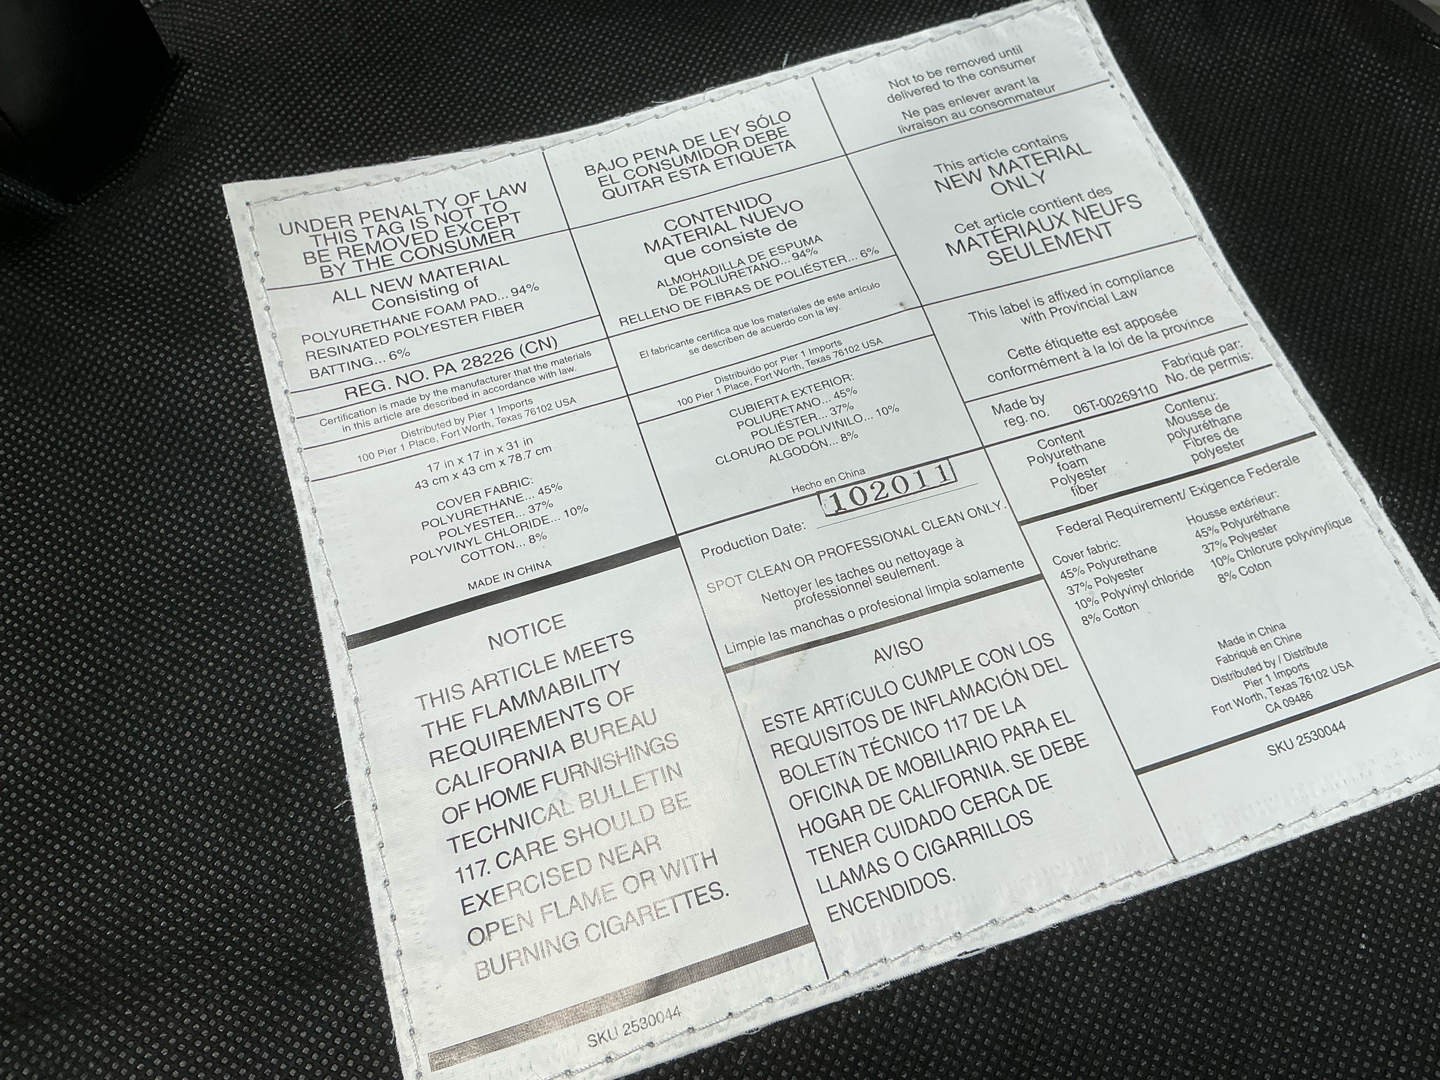 UNDER PENALTY OF LAW
THIS TAG IS NOT TO
BE REMOVED EXCEPT
BY THE CONSUMER
ALL NEW MATERIAL
Consisting of
POLYURETHANE FOAM PAD... 94%
RESINATED POLYESTER FIBER
BATTING... 6%
REG. NO. PA 28226 (CN)
Certification is made by the manufacturer that the materials
in this article are described in accordance with law.
Distributed by Pier 1 Imports
100 Pier 1 Place, Fort Worth, Texas 76102 USA
17 in x 17 in x 31 in
43 cm x 43 cm x 78.7 cm
COVER FABRIC:
POLYURETHANE... 45%
POLYESTER... 37%
POLYVINYL CHLORIDE... 10%
COTTON... 8%
MADE IN CHINA
NOTICE
THIS ARTICLE MEETS
THE FLAMMABILITY
REQUIREMENTS OF
CALIFORNIA BUREAU
OF HOME FURNISHINGS
TECHNICAL BULLETIN
117. CARE SHOULD BE
EXERCISED NEAR
OPEN FLAME OR WITH
BURNING CIGARETTES.
SKU 2530044
BAJO PENA DE LEY SÓLO
EL CONSUMIDOR DEBE
QUITAR ESTA ETIQUETA
CONTENIDO
MATERIAL NUEVO
que consiste de
ALMOHADILLA DE ESPUMA
DE POLIURETANO... 94%
RELLENO DE FIBRAS DE POLIÉSTER... 6%
El fabricante certifica que los materiales de este artículo
se describen de acuerdo con la ley.
Distribuido por Pier 1 Imports
100 Pier 1 Place, Fort Worth, Texas 76102 USA
CUBIERTA EXTERIOR:
POLIURETANO... 45%
POLIÉSTER... 37%
CLORURO DE POLIVINILO... 10%
ALGODÓN... 8%
Hecho en China
Production Date: 102011
SPOT CLEAN OR PROFESSIONAL CLEAN ONLY.
Nettoyer les taches ou nettoyage à
professionnel seulement.
Limpie las manchas o profesional limpia solamente
AVISO
ESTE ARTíCULO CUMPLE CON LOS
REQUISITOS DE INFLAMACIÓN DEL
BOLETíN TÉCNICO 117 DE LA
OFICINA DE MOBILIARIO PARA EL
HOGAR DE CALIFORNIA. SE DEBE
TENER CUIDADO CERCA DE
LLAMAS O CIGARRILLOS
ENCENDIDOS.
Not to be removed until
delivered to the consumer
Ne pas enlever avant la
livraison au consommateur
This article contains
NEW MATERIAL
ONLY
Cet article contient des
MATÉRIAUX NEUFS
SEULEMENT
This label is affixed in compliance
with Provincial Law
Cette étiquette est apposée
conformément à la loi de la province
Made by
reg. no.
06T-00269110
Fabriqué par:
No. de permis:
Content
Polyurethane
foam
Polyester
fiber
Contenu:
Mousse de
polyuréthane
Fibres de
polyester
Federal Requirement/ Exigence Federale
Cover fabric:
45% Polyurethane
37% Polyester
10% Polyvinyl chloride
8% Cotton
Housse extérieur:
45% Polyuréthane
37% Polyester
10% Chlorure polyvinylique
8% Coton
Made in China
Fabriqué en Chine
Distributed by / Distribute
Pier 1 Imports
Fort Worth, Texas 76102 USA
CA 09486
SKU 2530044